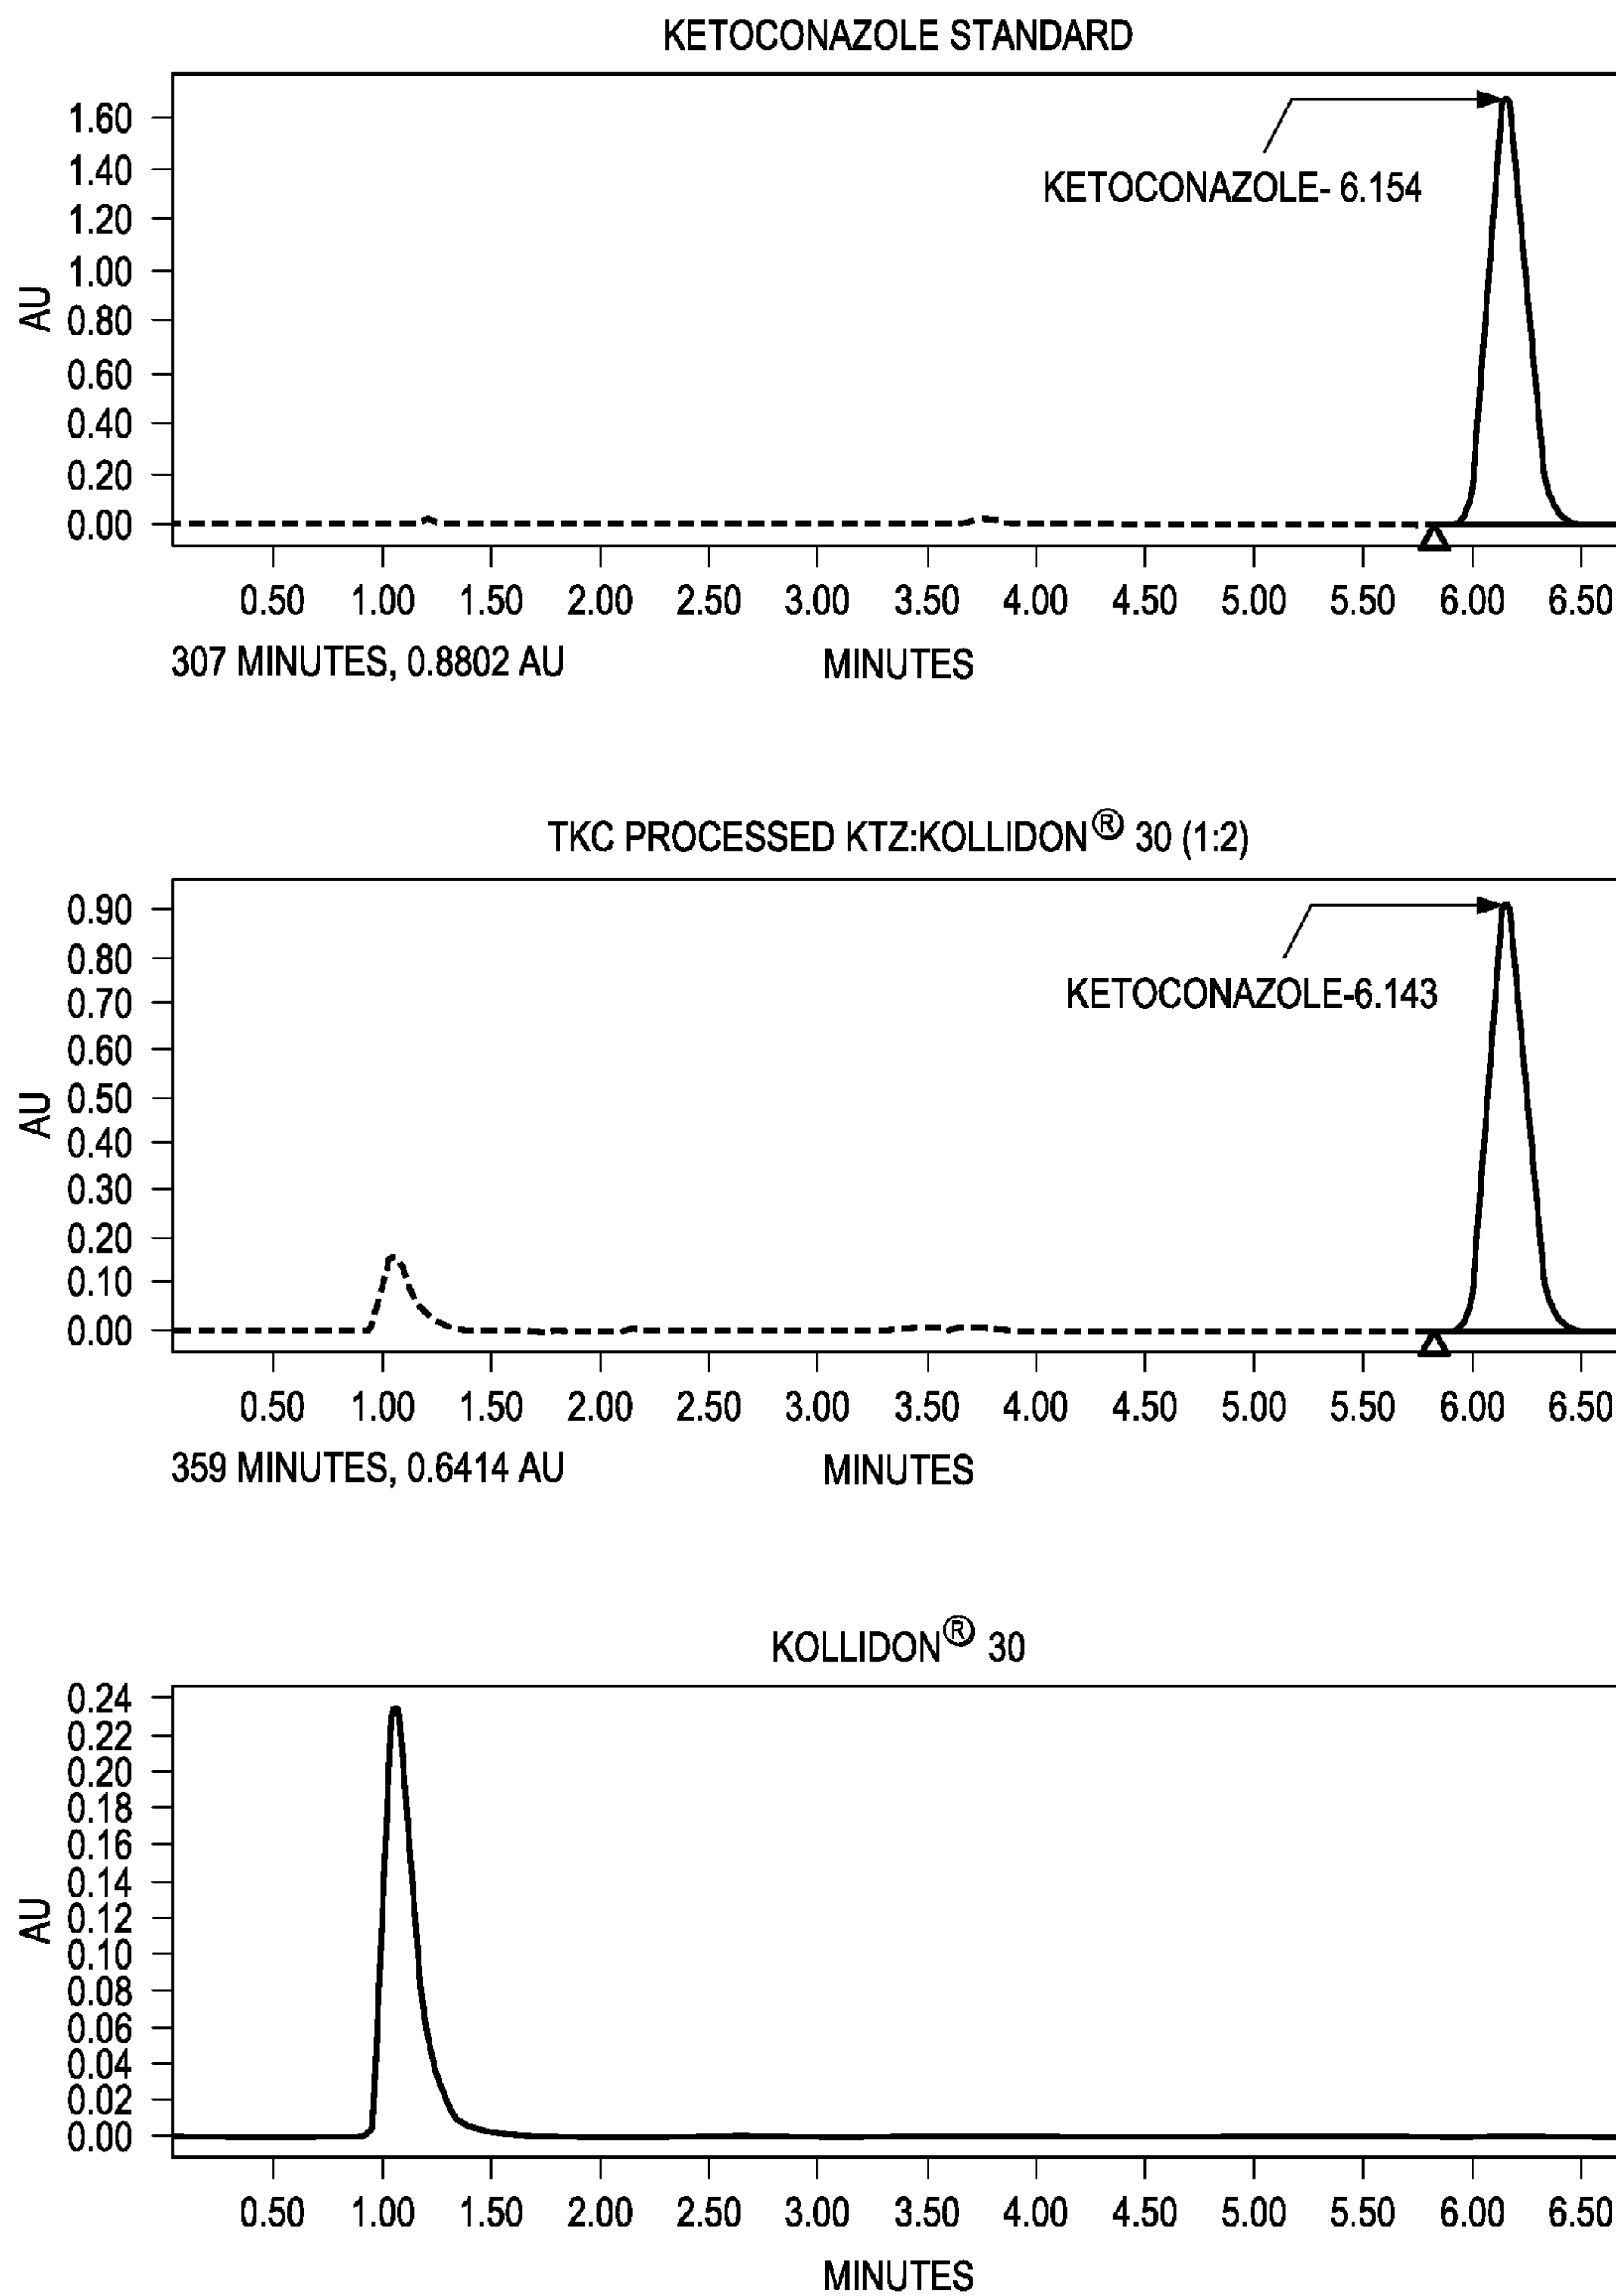 KETOCONAZOLE STANDARD
1.60
1.40
1.20
1.00
0.80
0.60
0.40
0.20
0.00
AU
KETOCONAZOLE- 6.154
0.50 1.00 1.50 2.00 2.50 3.00 3.50 4.00 4.50 5.00 5.50 6.00 6.50
307 MINUTES, 0.8802 AU
MINUTES
TKC PROCESSED KTZ:KOLLIDON® 30 (1:2)
0.90
0.80
0.70
0.60
0.50
0.40
0.30
0.20
0.10
0.00
AU
KETOCONAZOLE-6.143
0.50 1.00 1.50 2.00 2.50 3.00 3.50 4.00 4.50 5.00 5.50 6.00 6.50
359 MINUTES, 0.6414 AU
MINUTES
KOLLIDON® 30
0.24
0.22
0.20
0.18
0.16
0.14
0.12
0.10
0.08
0.06
0.04
0.02
0.00
AU
0.50 1.00 1.50 2.00 2.50 3.00 3.50 4.00 4.50 5.00 5.50 6.00 6.50
MINUTES